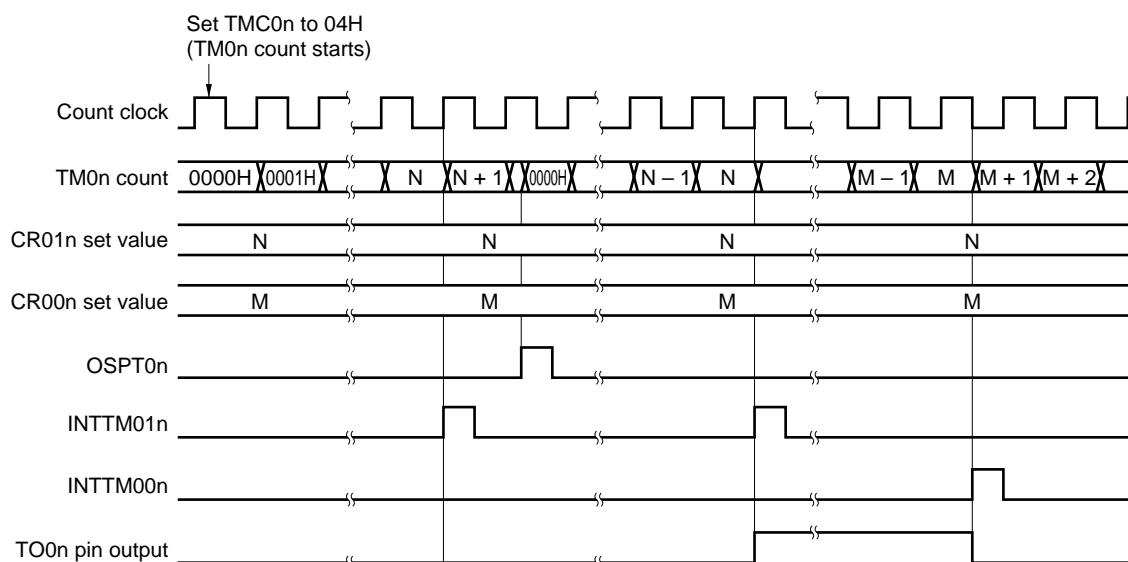 Set TMC0n to 04H
(TM0n count starts)
Count clock
TM0n count 0000H 0001H N N + 1 0000H N – 1 N M – 1 M M + 1 M + 2
CR01n set value N N N N
CR00n set value M M M M
OSPT0n
INTTM01n
INTTM00n
TO0n pin output